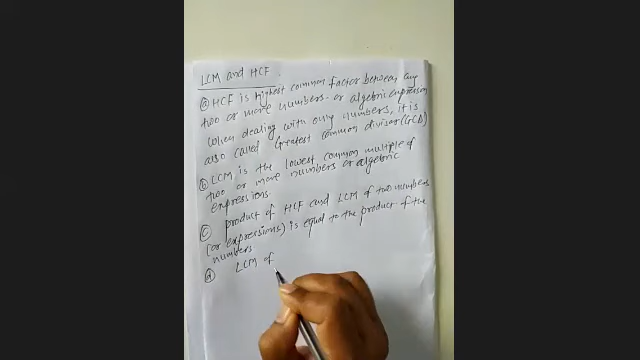 LCM and HCF.
(a) HCF is highest common factor between any
two or more numbers or algebric expression
when dealing with only numbers, it is
also called Greatest common divisor (GCD)
(b) LCM is the lowest common multiple of
two or more numbers or algebric
expressions.
(c) product of HCF and LCM of two numbers
(or expressions) is equal to the product of the
numbers
(d) LCM of